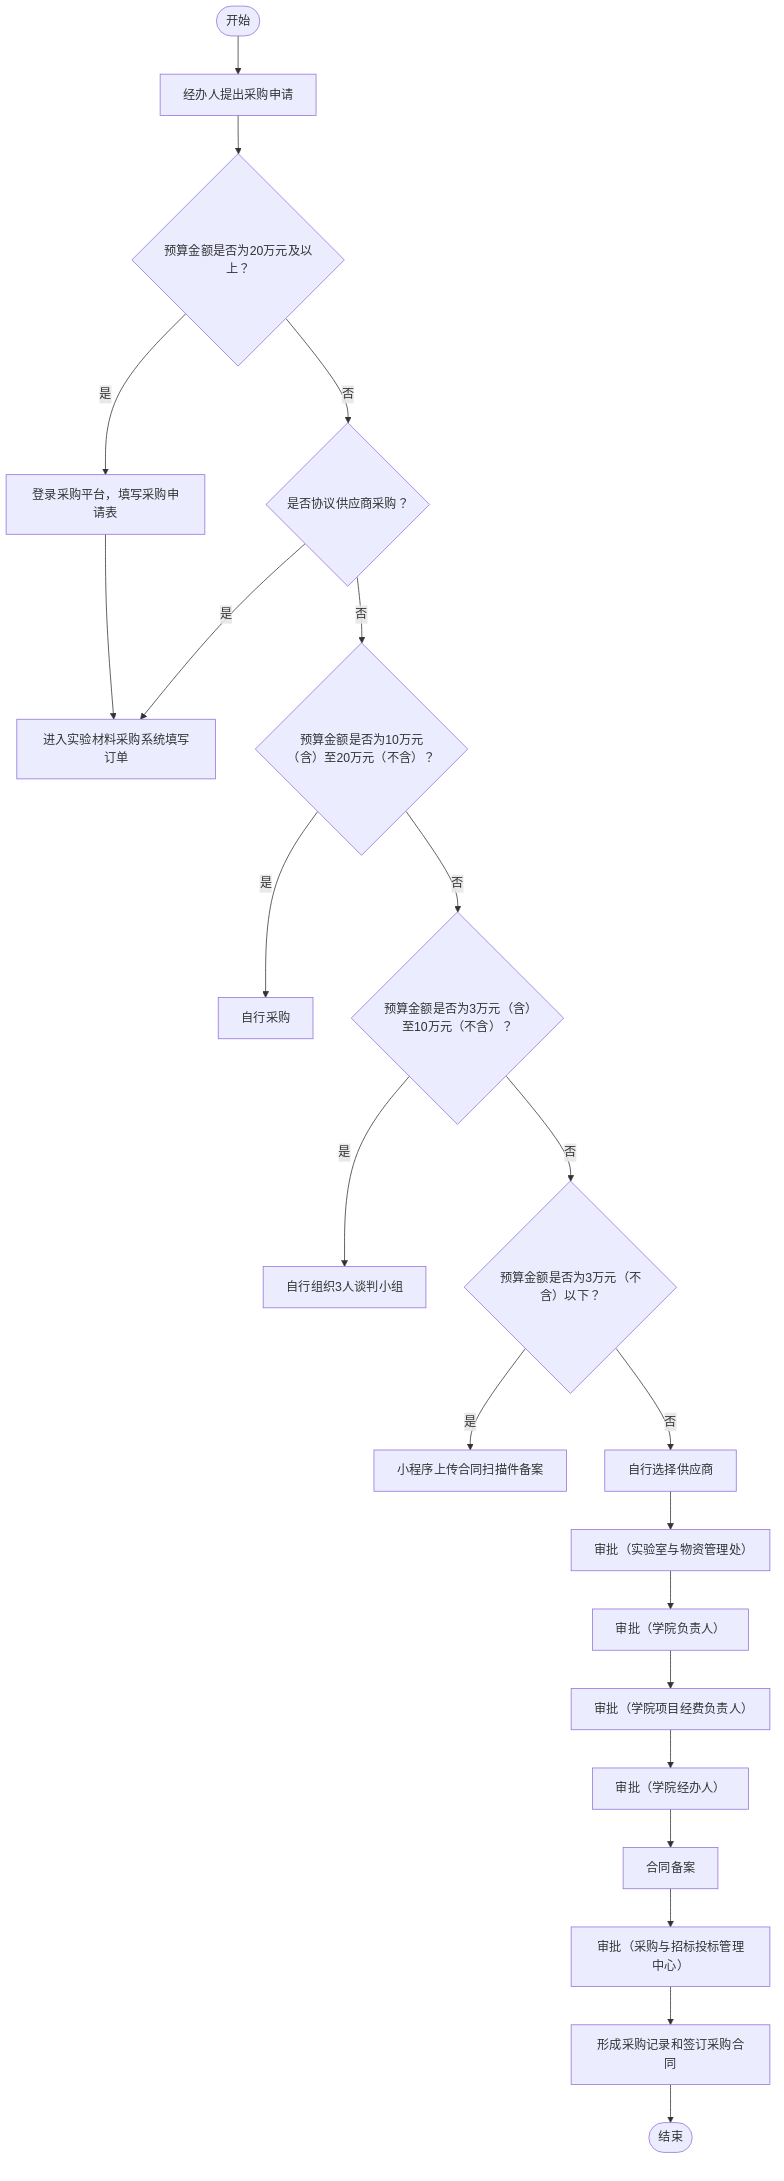 开始
经办人提出采购申请
预算金额是否为20万元及以
上？
是
否
登录采购平台，填写采购申
请表
是否协议供应商采购？
是
否
进入实验材料采购系统填写
订单
预算金额是否为10万元
（含）至20万元（不含）？
是
否
自行采购
预算金额是否为3万元（含）
至10万元（不含）？
是
否
自行组织3人谈判小组
预算金额是否为3万元（不
含）以下？
是
否
小程序上传合同扫描件备案
自行选择供应商
审批（实验室与物资管理处）
审批（学院负责人）
审批（学院项目经费负责人）
审批（学院经办人）
合同备案
审批（采购与招标投标管理
中心）
形成采购记录和签订采购合
同
结束